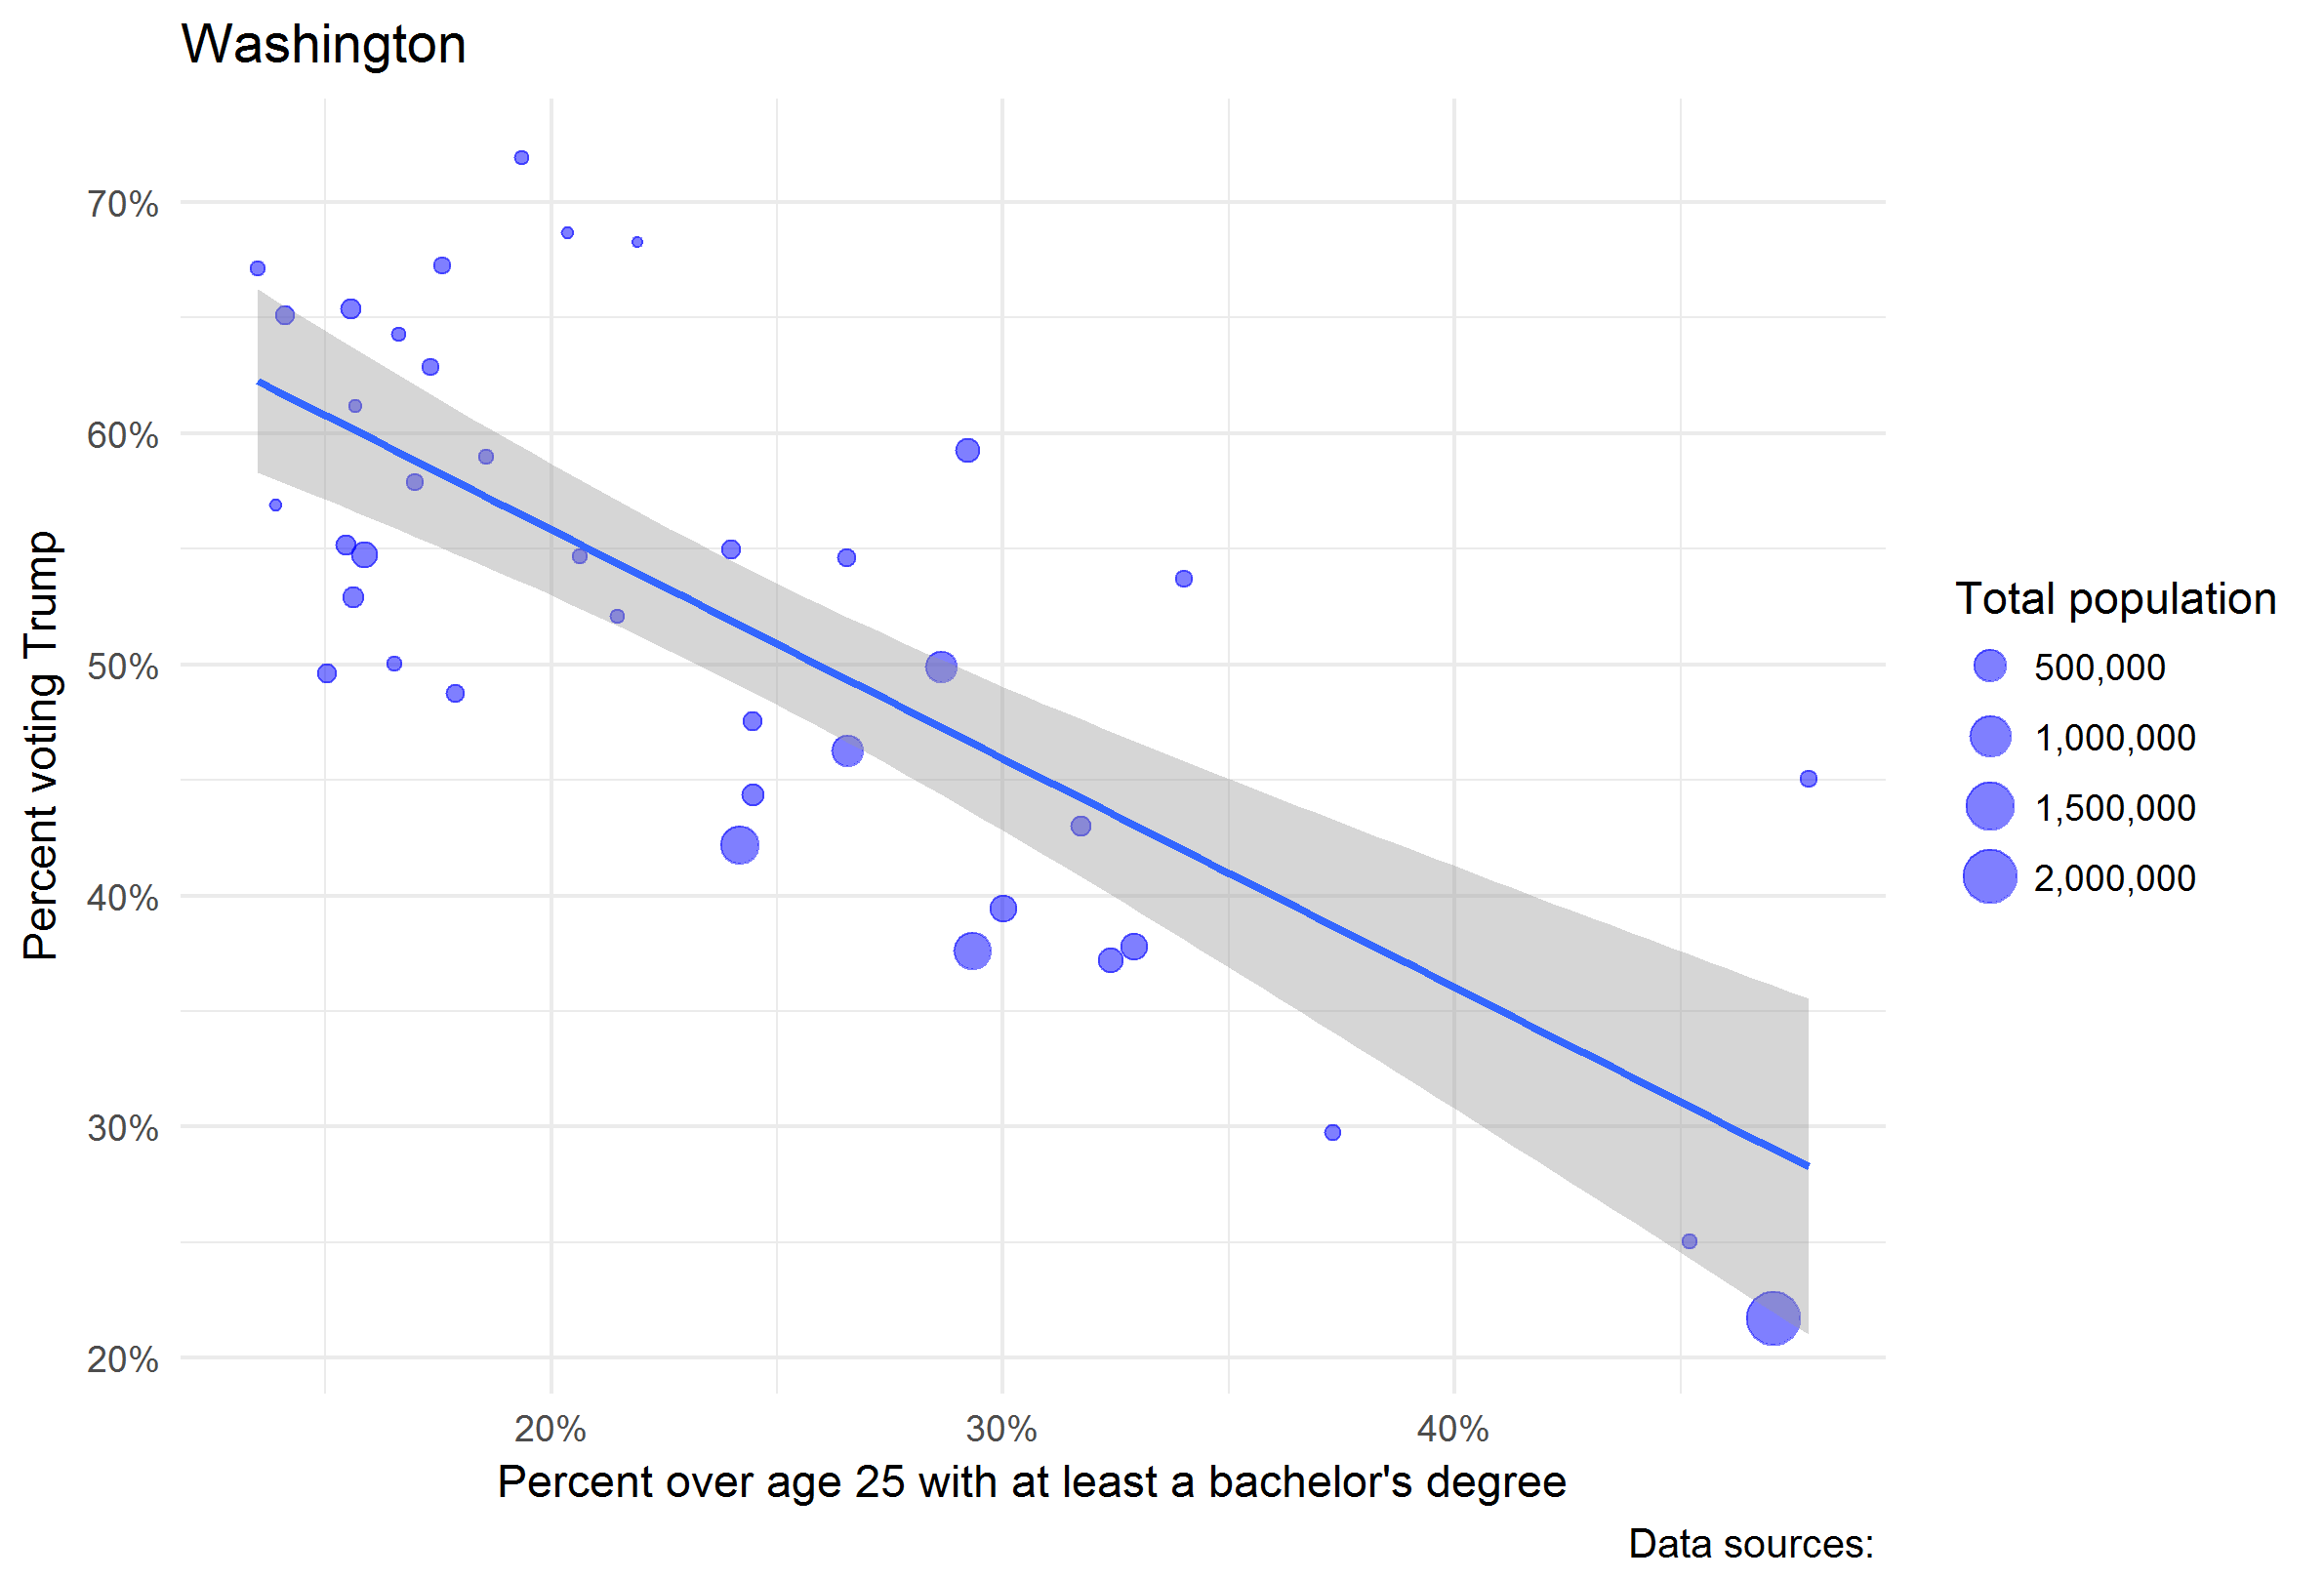 Washington
70%
60%
50%
40%
30%
20%
Percent voting Trump
20%
30%
40%
Percent over age 25 with at least a bachelor's degree
Total population
500,000
1,000,000
1,500,000
2,000,000
Data sources: